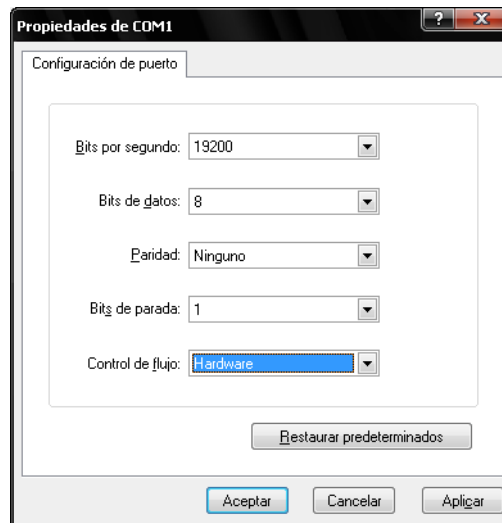 Propiedades de COM1
Configuración de puerto
Bits por segundo: 19200
Bits de datos: 8
Paridad: Ninguno
Bits de parada: 1
Control de flujo: Hardware
Restaurar predeterminados
Aceptar Cancelar Aplicar